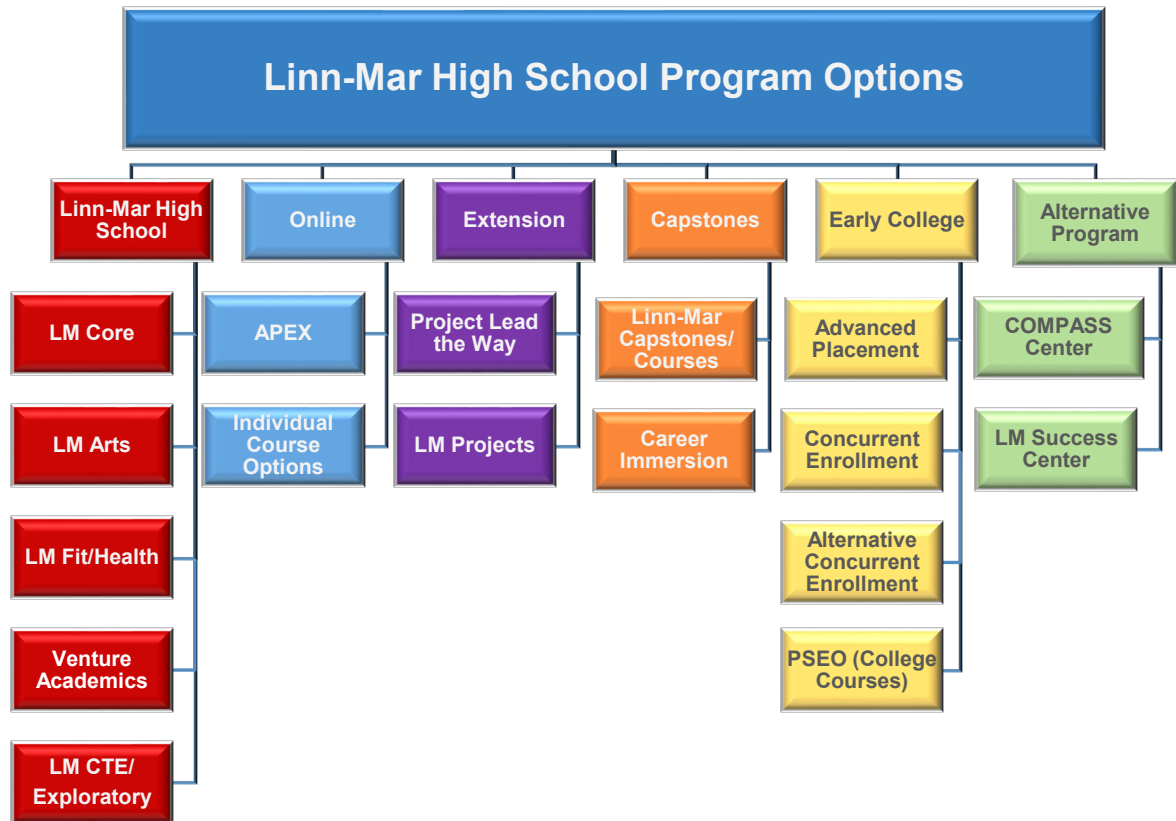 Linn-Mar High School Program Options
Linn-Mar High
School
Online
Extension
Capstones
Early College
Alternative
Program
LM Core
APEX
Project Lead
the Way
Linn-Mar
Capstones/
Courses
Advanced
Placement
COMPASS
Center
LM Arts
Individual
Course
Options
LM Projects
Career
Immersion
Concurrent
Enrollment
LM Success
Center
LM Fit/Health
Alternative
Concurrent
Enrollment
Venture
Academics
PSEO (College
Courses)
LM CTE/
Exploratory